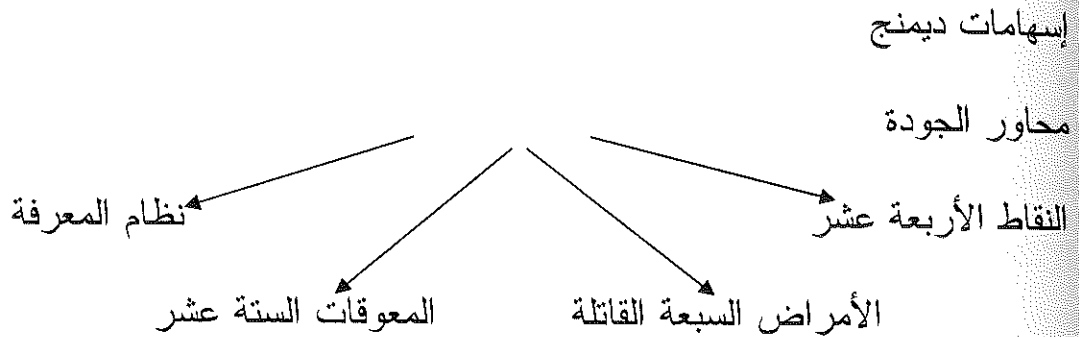 إسهامات ديمنج
محاور الجودة
النقاط الأربعة عشر
نظام المعرفة
الأمراض السبعة القاتلة
المعوقات الستة عشر